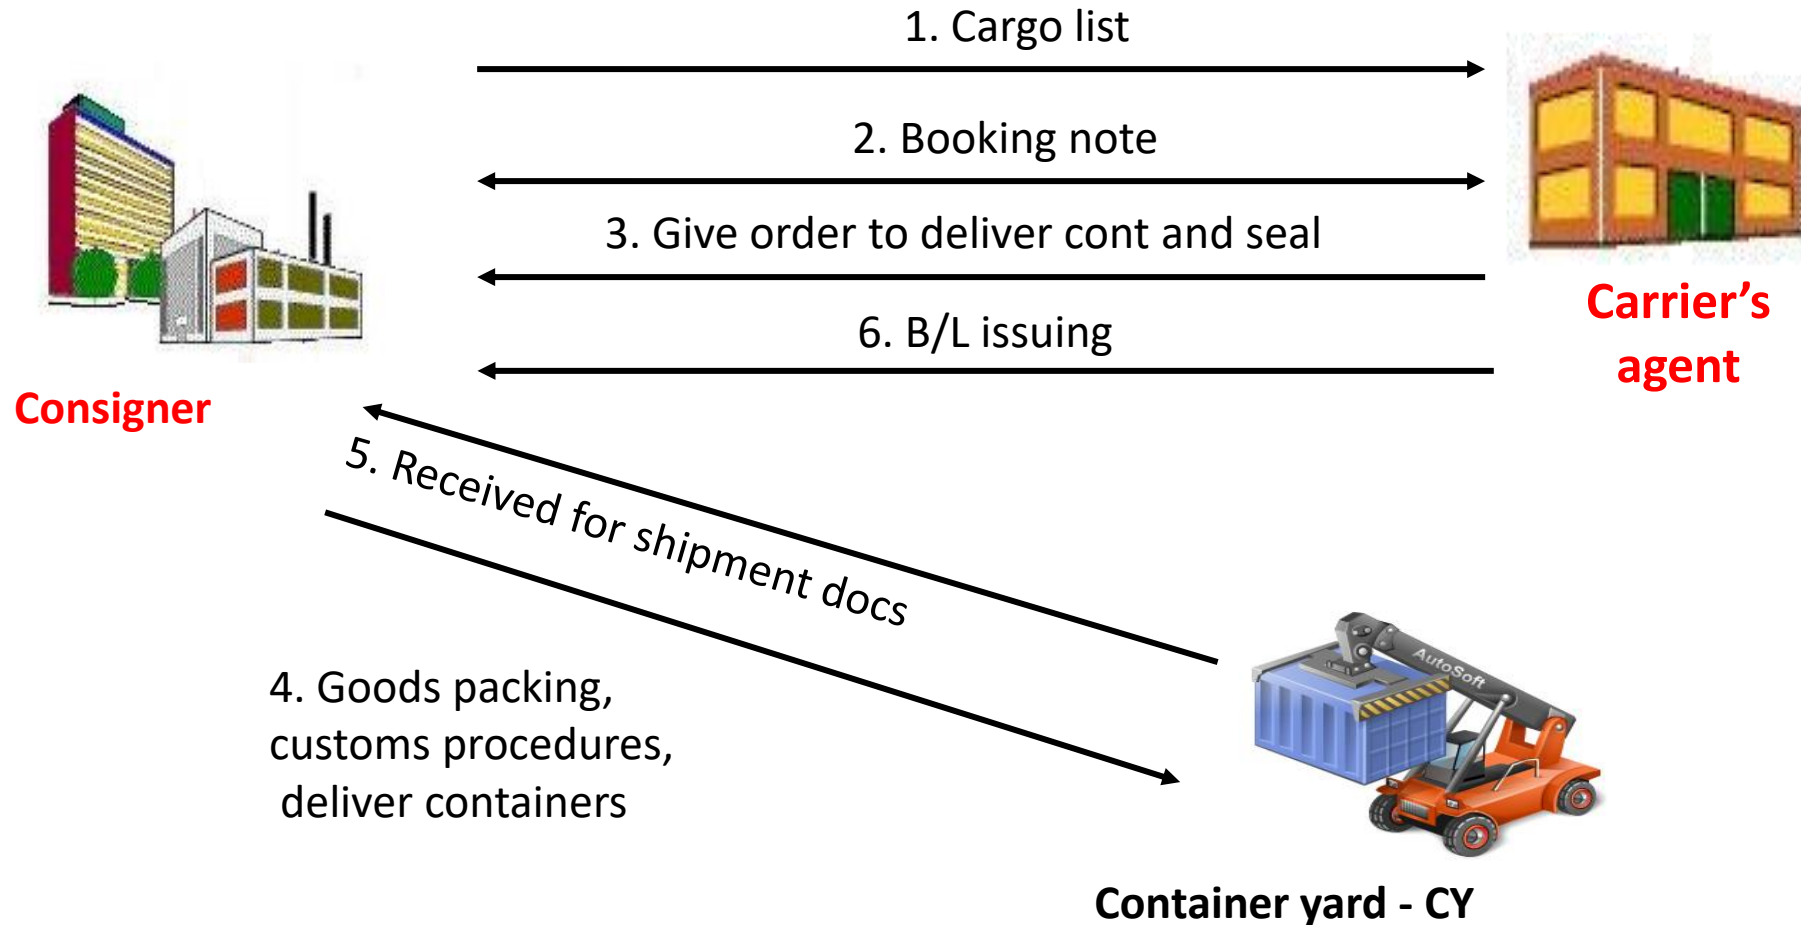 1. Cargo list
2. Booking note
3. Give order to deliver cont and seal
6. B/L issuing
Carrier’s
agent
Consigner
5. Received for shipment docs
4. Goods packing,
customs procedures,
deliver containers
AutoSoft
Container yard - CY